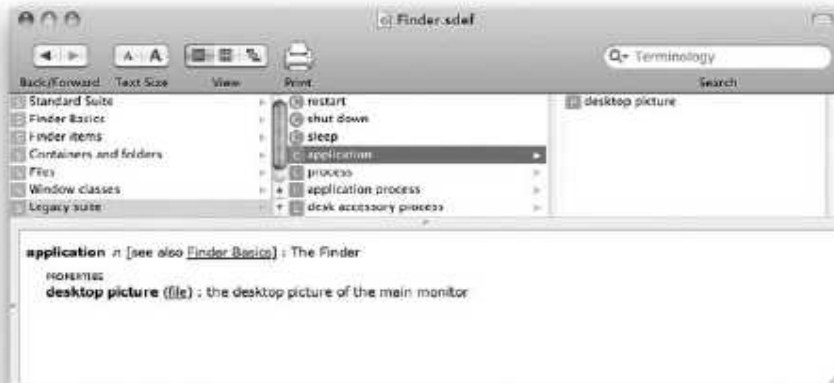 Finder.sdef
A A
Q Terminology
Back/Forward Text Size View Print Search
Standard Suite
Finder Basics
Finder items
Containers and folders
Files
Window classes
Legacy suite
restart
shut down
sleep
application
process
application process
desk accessory process
desktop picture
application n [see also Finder Basics] : The Finder
PROPERTIES
desktop picture (file) : the desktop picture of the main monitor